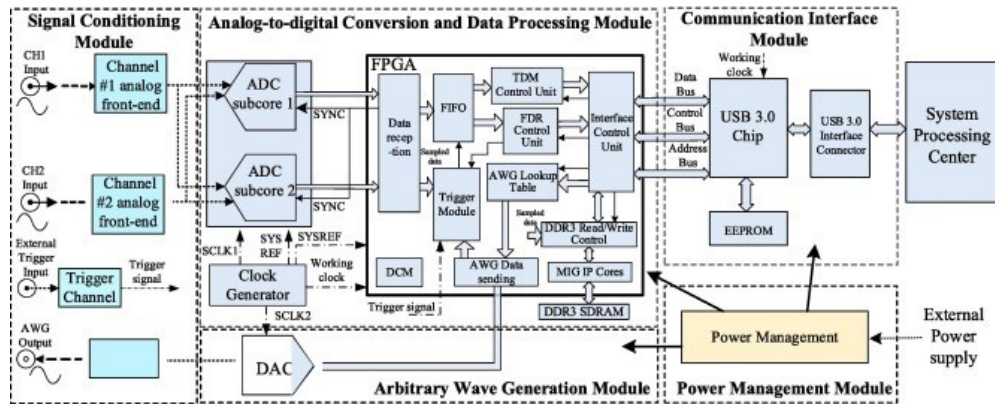 Signal Conditioning
Module
CH1
Input
Channel
#1 analog
front-end
CH2
Input
Channel
#2 analog
front-end
External
Trigger
Input
Trigger
Channel
Trigger
signal
AWG
Output
Analog-to-digital Conversion and Data Processing Module
ADC
subcore 1
SYNC
ADC
subcore 2
SYNC
SCLK1
SYS
REF
SYSREF
Working
clock
Clock
Generator
SCLK2
Trigger signal
FPGA
Data
recep
-tion
Sampled
data
FIFO
TDM
Control Unit
FDR
Control
Unit
Interface
Control
Unit
Trigger
Module
AWG Lookup
Table
Sampled
data
DDR3 Read/Write
Control
DCM
AWG Data
sending
MIG IP Cores
DDR3 SDRAM
DAC
Arbitrary Wave Generation Module
Communication Interface
Module
Working
clock
Data
Bus
Control
Bus
Address
Bus
USB 3.0
Chip
USB 3.0
Interface
Connector
EEPROM
System
Processing
Center
Power Management
External
Power
supply
Power Management Module